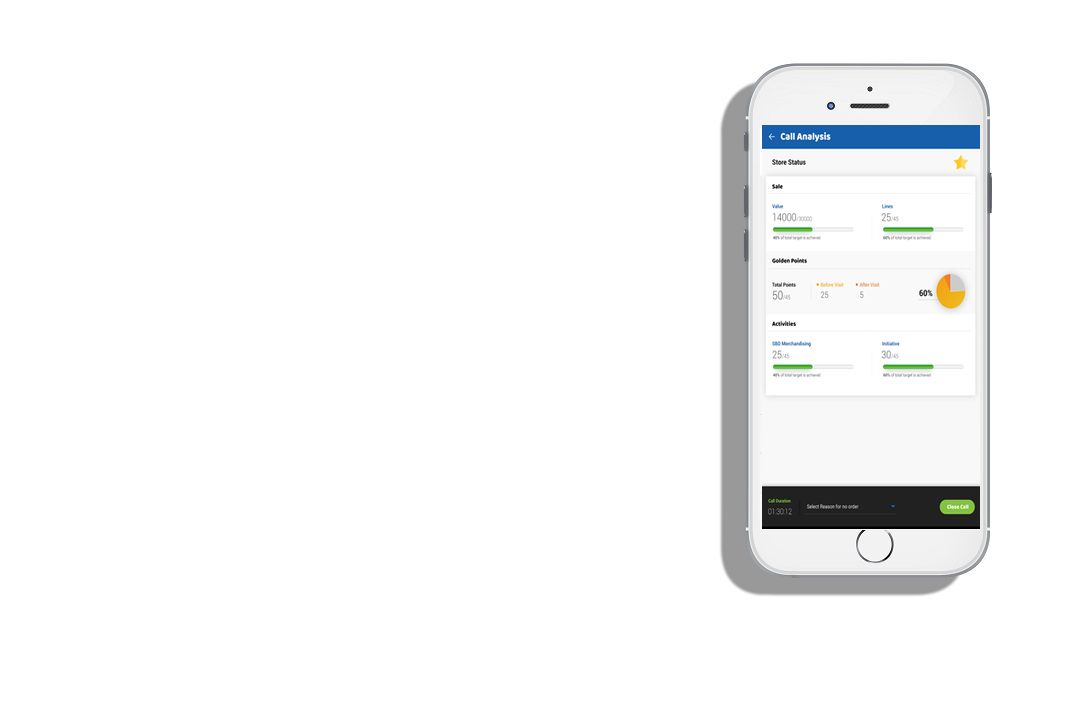 Call Analysis
Store Status
Sale
Value
14000/30000
40% of total target is achieved
Lines
25/45
60% of total target is achieved
Golden Points
Total Points
50/45
Before Visit
25
After Visit
5
60%
Activities
SBD Merchandising
25/45
40% of total target is achieved
Initiative
30/45
60% of total target is achieved
Call Duration
01:30:12
Select Reason for no order
Close Call